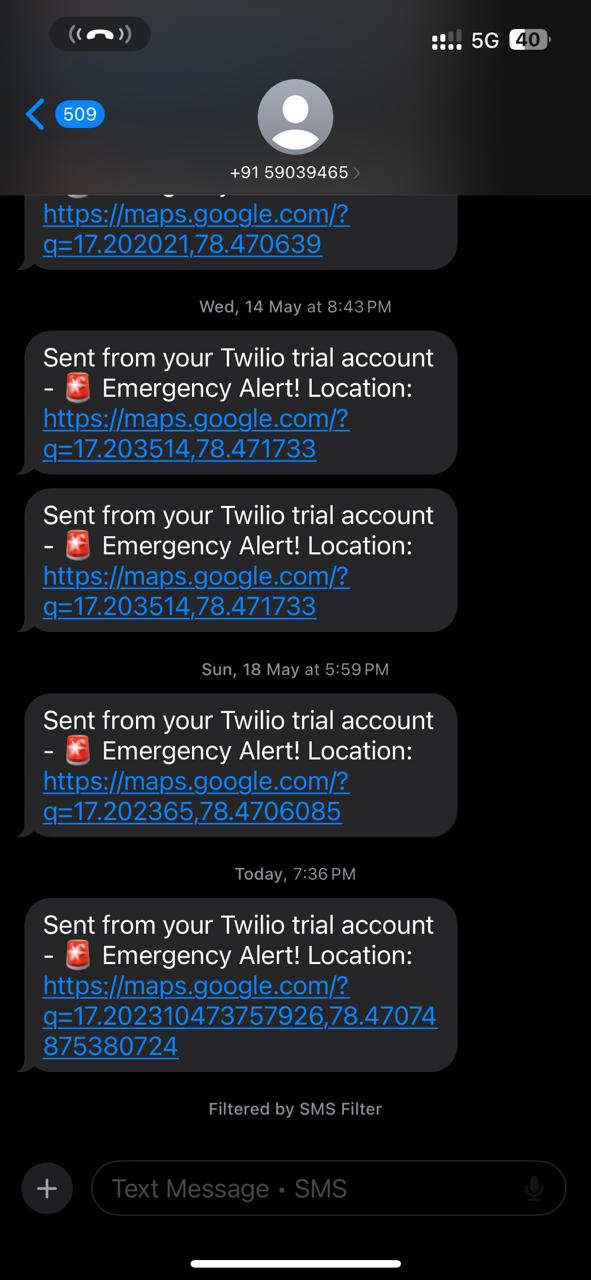 5G 40
509
+91 59039465
https://maps.google.com/?
q=17.202021,78.470639
Wed, 14 May at 8:43 PM
Sent from your Twilio trial account
- 🚨 Emergency Alert! Location:
https://maps.google.com/?
q=17.203514,78.471733
Sent from your Twilio trial account
- 🚨 Emergency Alert! Location:
https://maps.google.com/?
q=17.203514,78.471733
Sun, 18 May at 5:59 PM
Sent from your Twilio trial account
- 🚨 Emergency Alert! Location:
https://maps.google.com/?
q=17.202365,78.4706085
Today, 7:36 PM
Sent from your Twilio trial account
- 🚨 Emergency Alert! Location:
https://maps.google.com/?
q=17.202310473757926,78.47074
875380724
Filtered by SMS Filter
Text Message • SMS